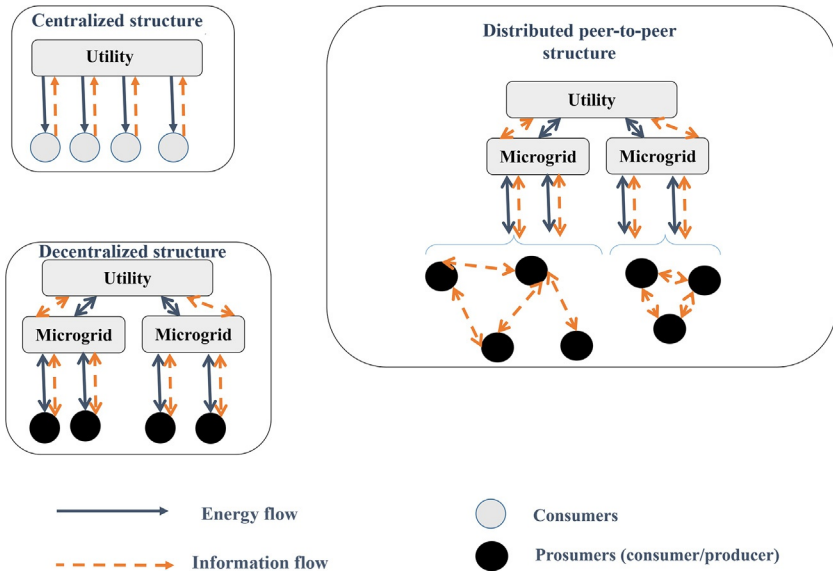 Centralized structure
Utility
Distributed peer-to-peer
structure
Utility
Microgrid
Microgrid
Decentralized structure
Utility
Microgrid
Microgrid
Energy flow
Consumers
Information flow
Prosumers (consumer/producer)